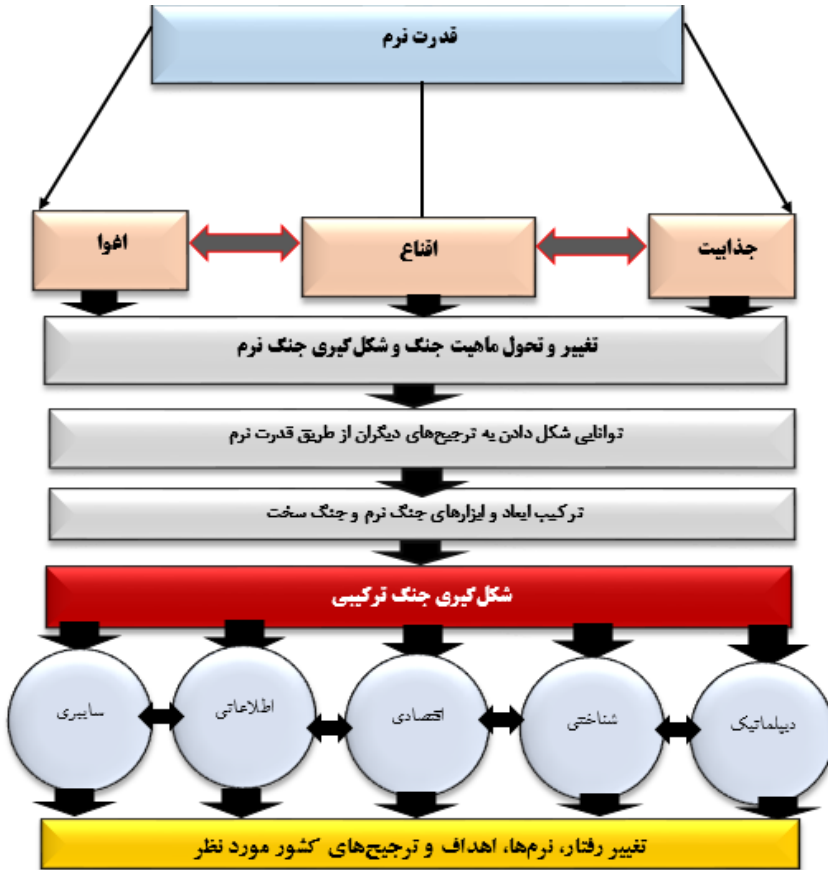 قدرت نرم
جذابیت
اقناع
اغوا
تغییر و تحول ماهیت جنگ و شکل‌گیری جنگ نرم
توانایی شکل دادن به ترجیح‌های دیگران از طریق قدرت نرم
ترکیب ابعاد و ابزارهای جنگ نرم و جنگ سخت
شکل‌گیری جنگ ترکیبی
دیپلماتیک
شناختی
اقتصادی
اطلاعاتی
سایبری
تغییر رفتار، نرم‌ها، اهداف و ترجیح‌های کشور مورد نظر